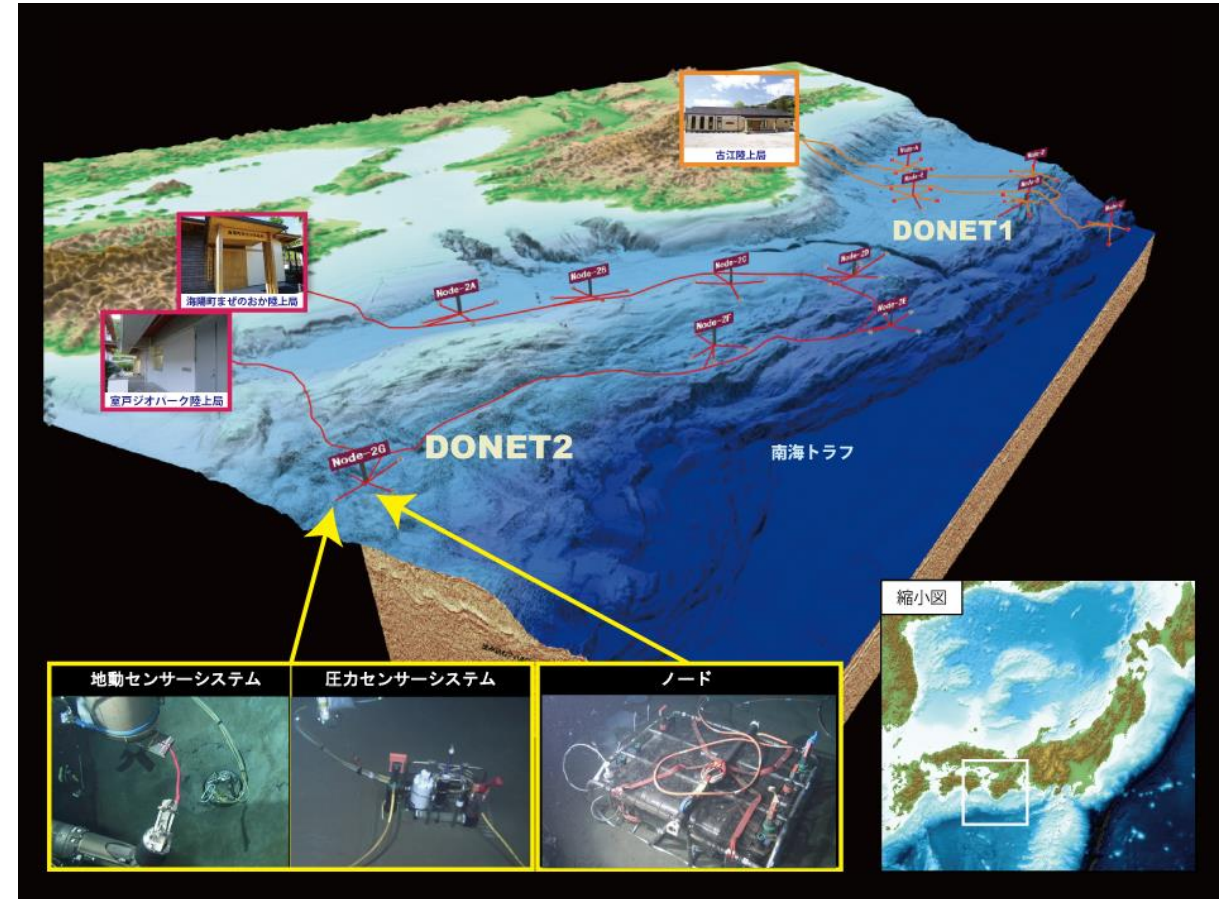 古江陸上局
Node-A
DONET1
海陽町まぜのおか陸上局
Node-2A
Node-2B
Node-2C
Node-2D
Node-2E
Node-2F
室戸ジオパーク陸上局
Node-2G
DONET2
南海トラフ
地動センサーシステム
圧力センサーシステム
ノード
縮小図